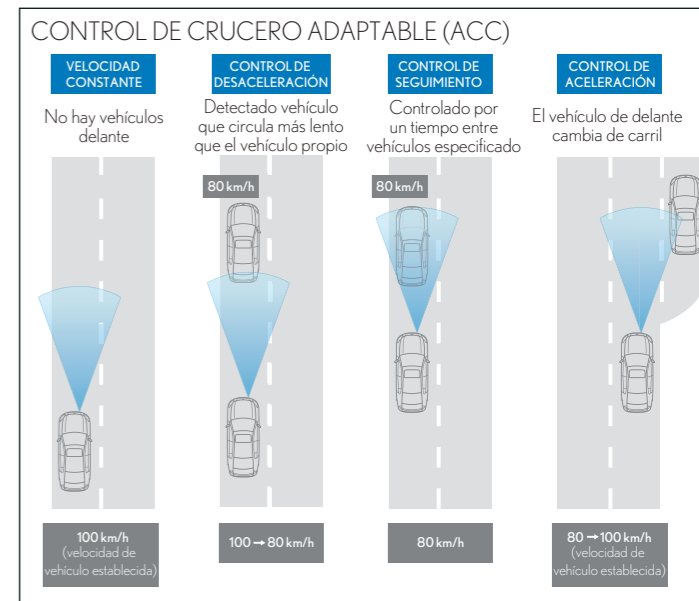 CONTROL DE CRUCERO ADAPTABLE (ACC)
VELOCIDAD
CONSTANTE
No hay vehículos
delante
100 km/h
(velocidad de
vehículo establecida)
CONTROL DE
DESACELERACIÓN
Detectado vehículo
que circula más lento
que el vehículo propio
80 km/h
100 → 80 km/h
CONTROL DE
SEGUIMIENTO
Controlado por
un tiempo entre
vehículos especificado
80 km/h
80 km/h
CONTROL DE
ACELERACIÓN
El vehículo de delante
cambia de carril
80 → 100 km/h
(velocidad de
vehículo establecida)